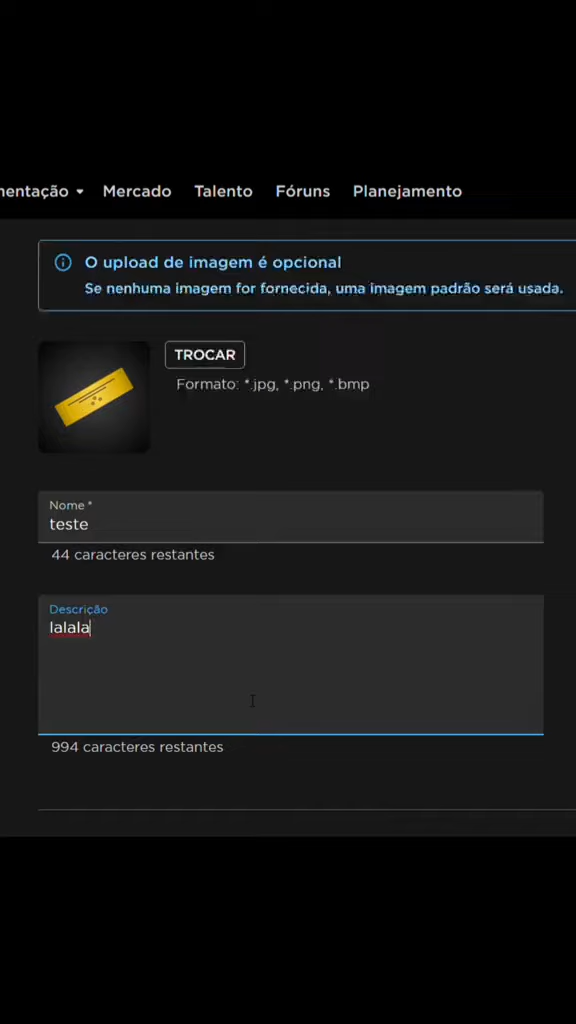 mentação Mercado Talento Fóruns Planejamento
O upload de imagem é opcional
Se nenhuma imagem for fornecida, uma imagem padrão será usada.
TROCAR
Formato: *.jpg, *.png, *.bmp
Nome *
teste
44 caracteres restantes
Descrição
lalala
994 caracteres restantes